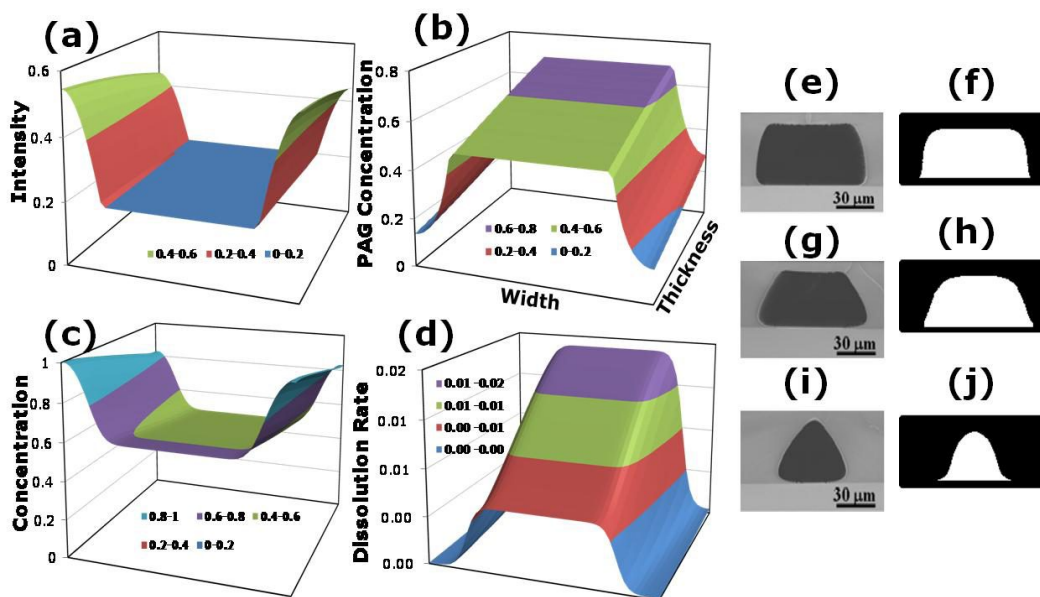 (a)
0.6
0.4
0.2
0
Intensity
0.4-0.6 0.2-0.4 0-0.2
(b)
0.8
0.6
0.4
0.2
0
PAG Concentration
0.6-0.8 0.4-0.6
0.2-0.4 0-0.2
Width
Thickness
(c)
1
0.8
0.6
0.4
0.2
0
Concentration
0.8-1 0.6-0.8 0.4-0.6
0.2-0.4 0-0.2
(d)
0.02
0.01
0.01
0.00
0.00
Dissolution Rate
0.01 -0.02
0.01 -0.01
0.00 -0.01
0.00 -0.00
(e)
30 μm
(f)
(g)
30 μm
(h)
(i)
30 μm
(j)